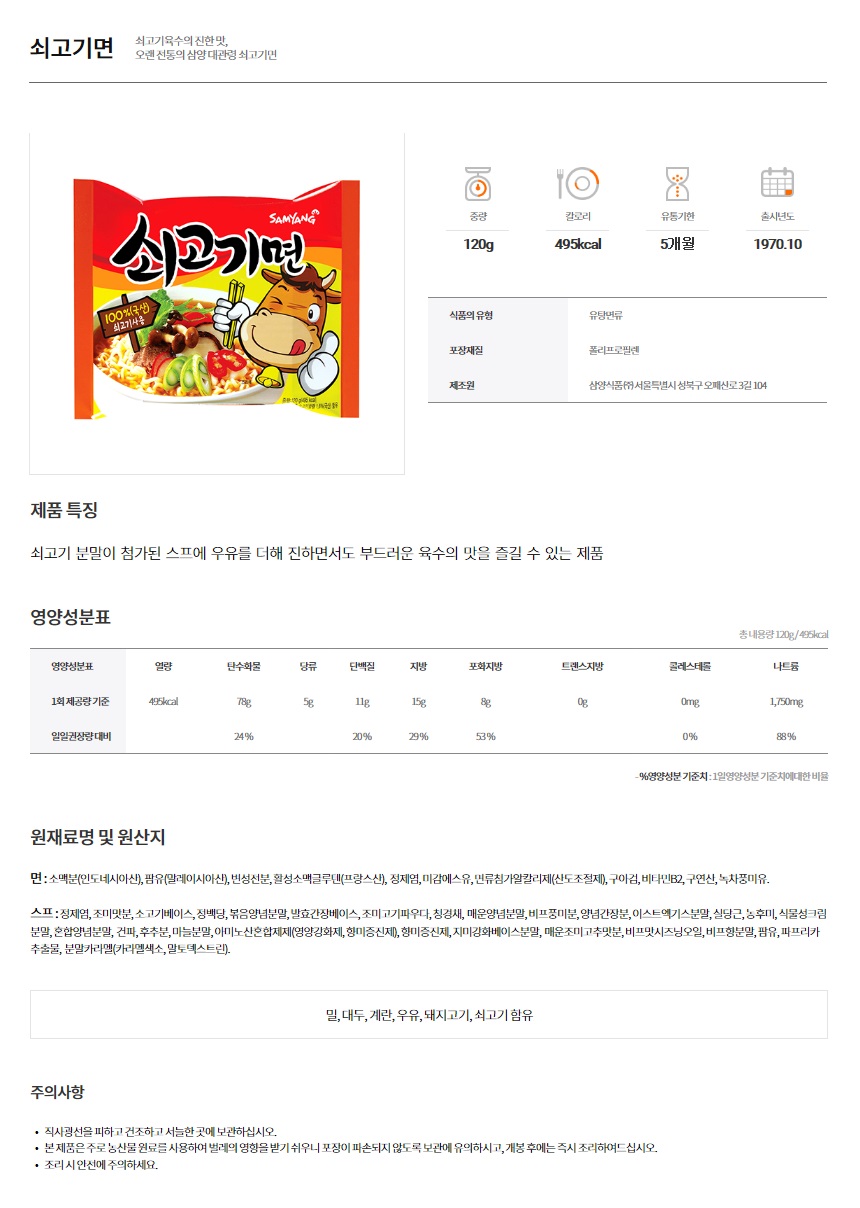 쇠고기면
쇠고기육수의 진한 맛,
오랜 전통의 삼양 대관령 쇠고기면
SAMYANG
쇠고기면
100%(국산)
쇠고기사용
중량
칼로리
유통기한
출시년도
120g
495kcal
5개월
1970.10
식품의 유형 유탕면류
포장재질 폴리프로필렌
제조원 삼양식품㈜ 서울특별시 성북구 오패산로 3길 104
제품 특징
쇠고기 분말이 첨가된 스프에 우유를 더해 진하면서도 부드러운 육수의 맛을 즐길 수 있는 제품
영양성분표
총 내용량 120g / 495kcal
영양성분표 열량 탄수화물 당류 단백질 지방 포화지방 트랜스지방 콜레스테롤 나트륨
1회 제공량 기준 495kcal 78g 5g 11g 15g 8g 0g 0mg 1,750mg
일일권장량 대비 24% 20% 29% 53% 0% 88%
- %영양성분 기준치 : 1일영양성분 기준치에대한 비율
원재료명 및 원산지
면 : 소맥분(인도네시아산), 팜유(말레이시아산), 변성전분, 활성소맥글루텐(프랑스산), 정제염, 미감에스유, 면류첨가알칼리제(산도조절제), 구아검, 비타민B2, 구연산, 녹차풍미유.
스프 : 정제염, 조미맛분, 소고기베이스, 정백당, 볶음양념분말, 발효간장베이스, 조미고기파우다, 청경채, 매운양념분말, 비프풍미분, 양념간장분, 이스트엑기스분말, 실당근, 농후미, 식물성크림
분말, 혼합양념분말, 건파, 후추분, 마늘분말, 아미노산혼합제제(영양강화제, 향미증진제), 향미증진제, 지미강화베이스분말, 매운조미고추맛분, 비프맛시즈닝오일, 비프향분말, 팜유, 파프리카
추출물, 분말카라멜(카라멜색소, 말토덱스트린).
밀, 대두, 계란, 우유, 돼지고기, 쇠고기 함유
주의사항
• 직사광선을 피하고 건조하고 서늘한 곳에 보관하십시오.
• 본 제품은 주로 농산물 원료를 사용하여 벌레의 영향을 받기 쉬우니 포장이 파손되지 않도록 보관에 유의하시고, 개봉 후에는 즉시 조리하여드십시오.
• 조리 시 안전에 주의하세요.